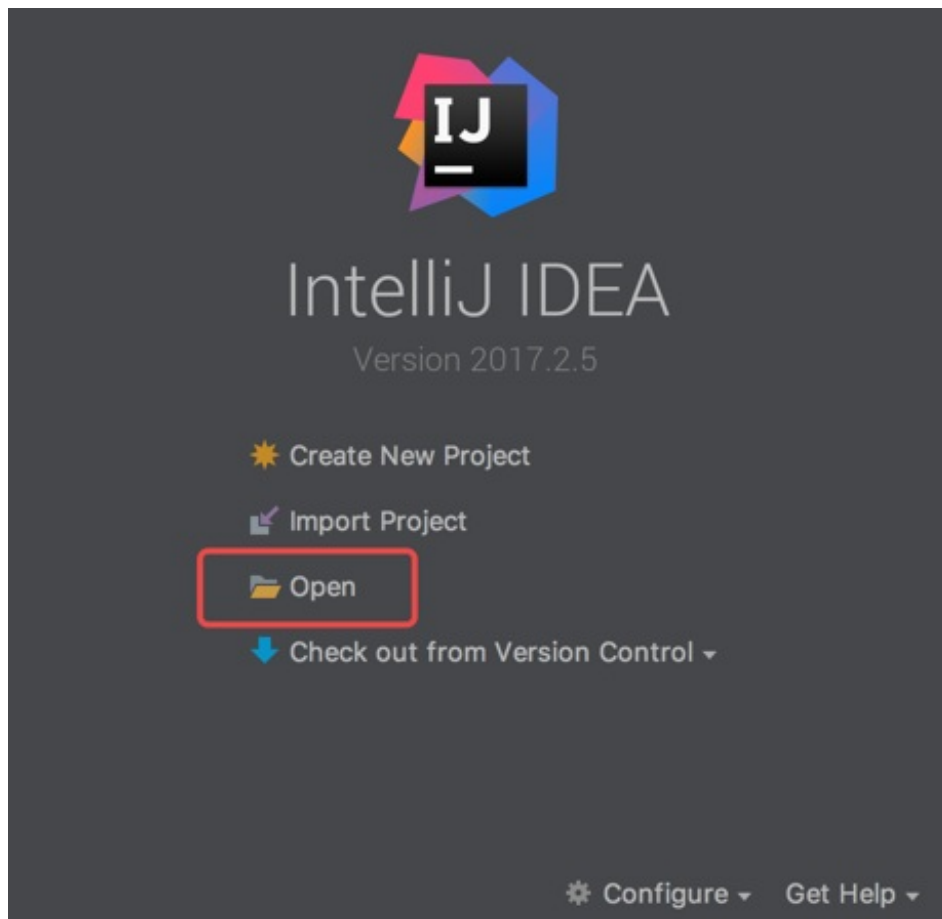 IJ
IntelliJ IDEA
Version 2017.2.5
Create New Project
Import Project
Open
Check out from Version Control
Configure Get Help